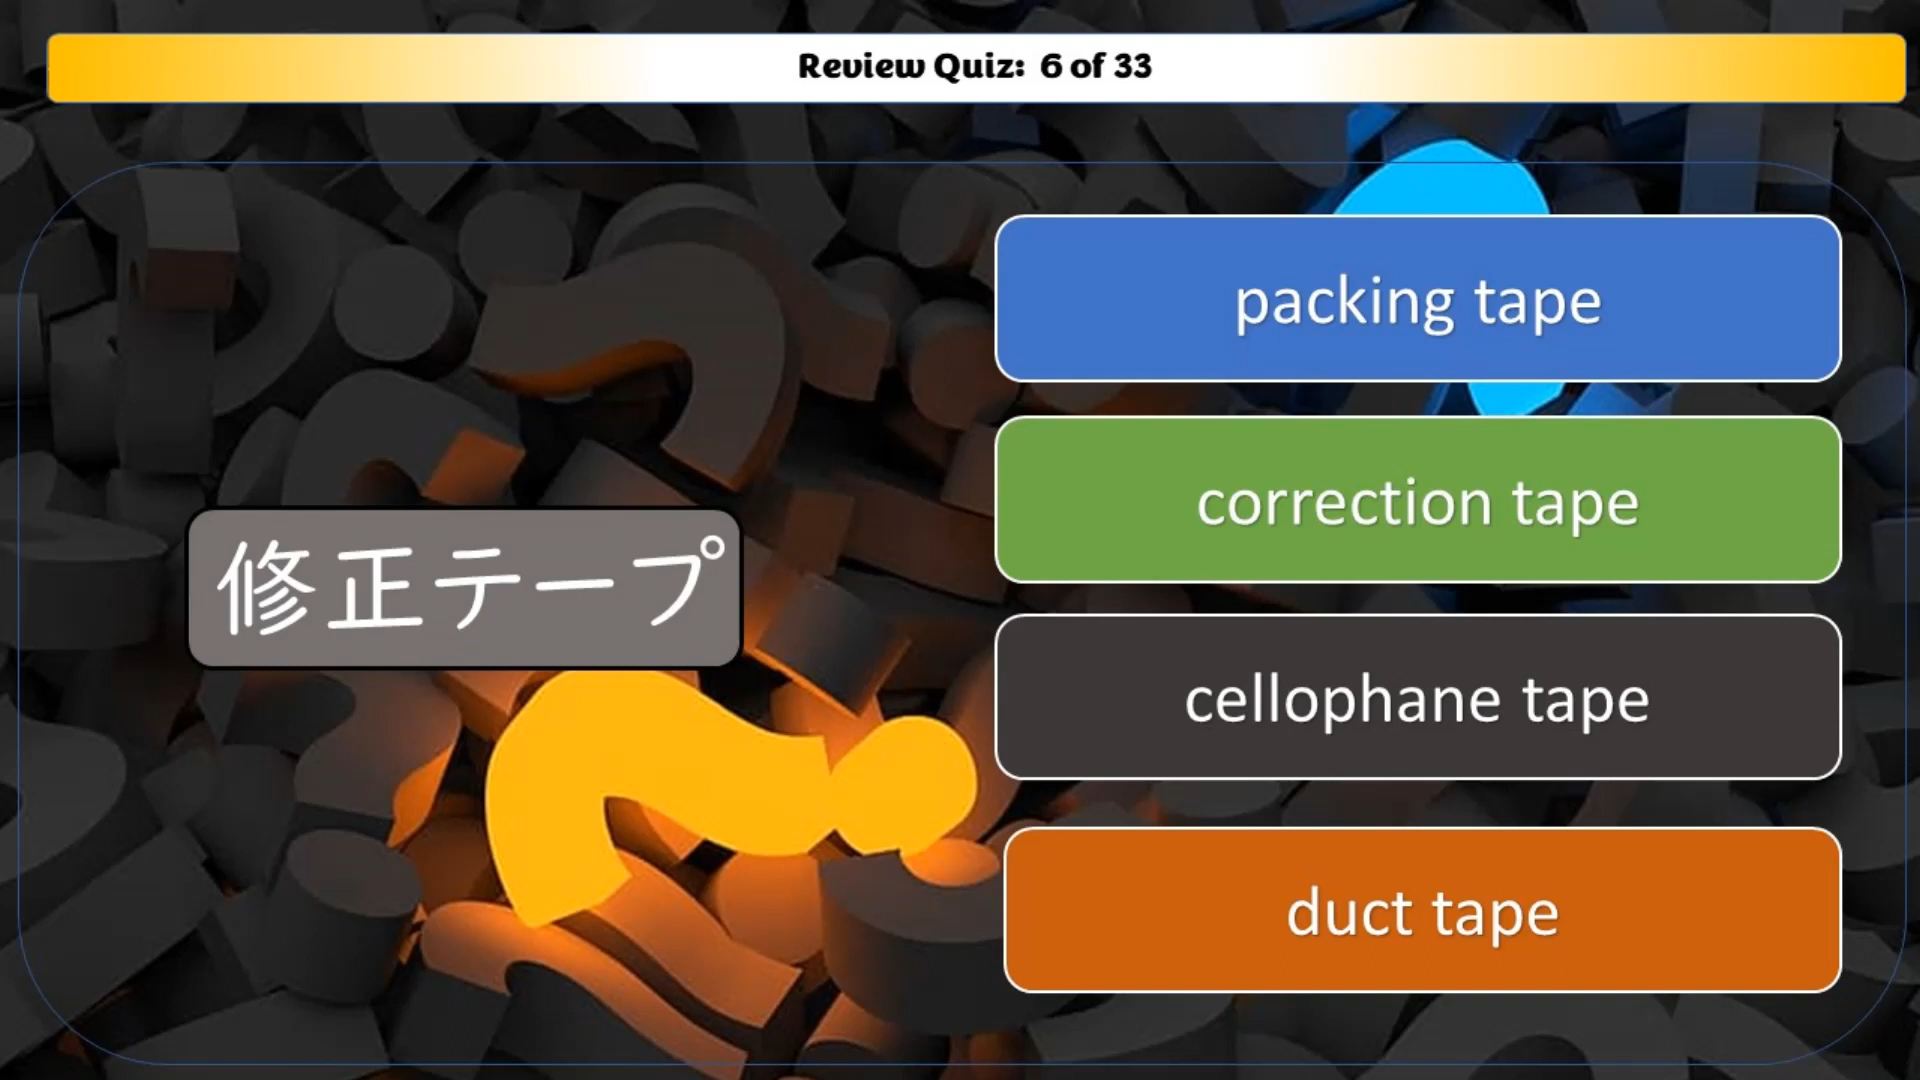 Review Quiz: 6 of 33
修正テープ
packing tape
correction tape
cellophane tape
duct tape